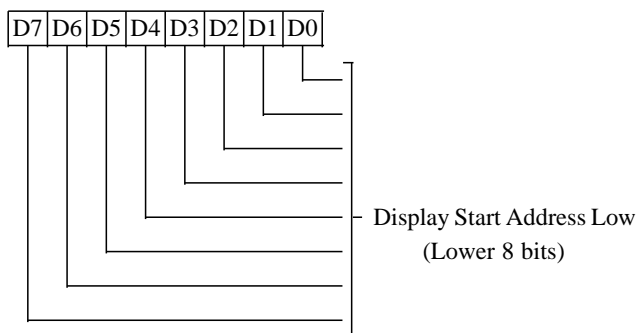 D7 D6 D5 D4 D3 D2 D1 D0
Display Start Address Low
(Lower 8 bits)